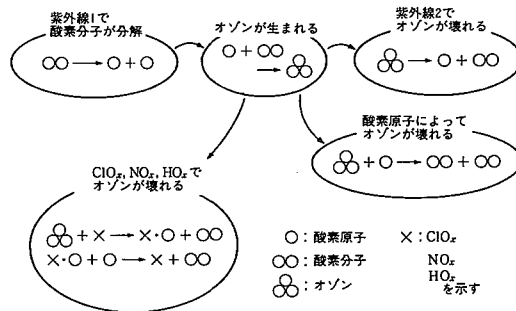 紫外線1で
酸素分子が分解
○○ → ○ + ○
オゾンが生まれる
○ + ○○
→ ○○○
紫外線2で
オゾンが壊れる
○○○ → ○ + ○○
酸素原子によって
オゾンが壊れる
○○○ + ○ → ○○ + ○○
ClOx, NOx, HOxで
オゾンが壊れる
○○○ + × → ×・○ + ○○
×・○ + ○ → × + ○○
○：酸素原子
○○：酸素分子
○○○：オゾン
×：ClOx
NOx
HOx
を示す